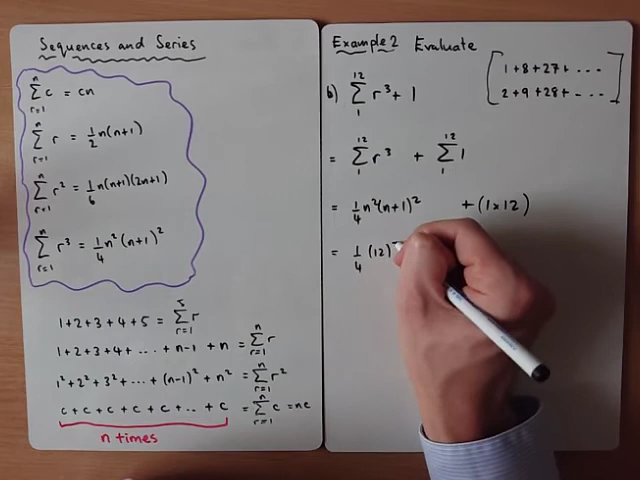 Sequences and Series
n
∑ c = cn
r=1
n
∑ r = 1/2 n(n+1)
r=1
n
∑ r² = 1/6 n(n+1)(2n+1)
r=1
n
∑ r³ = 1/4 n²(n+1)²
r=1
1+2+3+4+5 = ∑ r
r=1
1+2+3+4+ ... + n-1 + n = ∑ r
n
r=1
1²+2²+3²+...+(n-1)²+n² = ∑ r²
n
r=1
c+c+c+c+c+...+c = ∑ c = nc
n
r=1
n times
Example 2 Evaluate
1+8+27+ ...
2+9+28+ ...
12
b) ∑ r³ + 1
1
12 12
= ∑ r³ + ∑ 1
1 1
= 1/4 n²(n+1)² + (1×12)
= 1/4 (12)